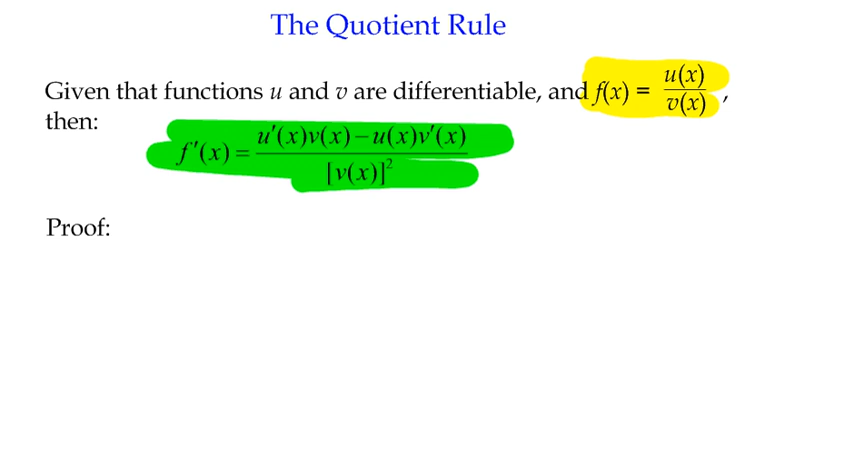 The Quotient Rule
Given that functions u and v are differentiable, and f(x) = u(x)/v(x) ,
then:
f′(x) = u′(x)v(x) − u(x)v′(x) / [v(x)]²
Proof: